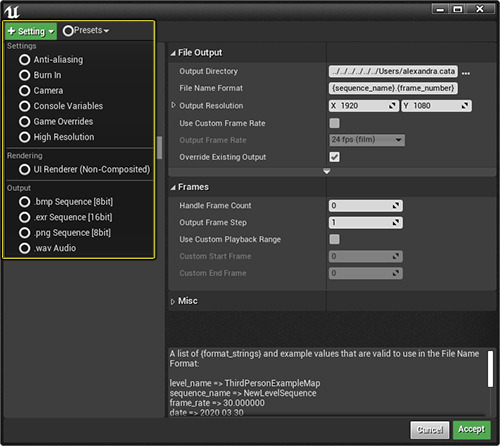 + Setting
Presets
Settings
Anti-aliasing
Burn In
Camera
Console Variables
Game Overrides
High Resolution
Rendering
UI Renderer (Non-Composited)
Output
.bmp Sequence [8bit]
.exr Sequence [16bit]
.png Sequence [8bit]
.wav Audio
File Output
Output Directory ../../../../../../Users/alexandra.cata ...
File Name Format {sequence_name}.{frame_number}
Output Resolution X 1920 Y 1080
Use Custom Frame Rate
Output Frame Rate 24 fps (film)
Override Existing Output
Frames
Handle Frame Count 0
Output Frame Step 1
Use Custom Playback Range
Custom Start Frame 0
Custom End Frame 0
Misc
A list of {format_strings} and example values that are valid to use in the File Name
Format:
level_name => ThirdPersonExampleMap
sequence_name => NewLevelSequence
frame_rate => 30.000000
date => 2020.03.30
Cancel
Accept